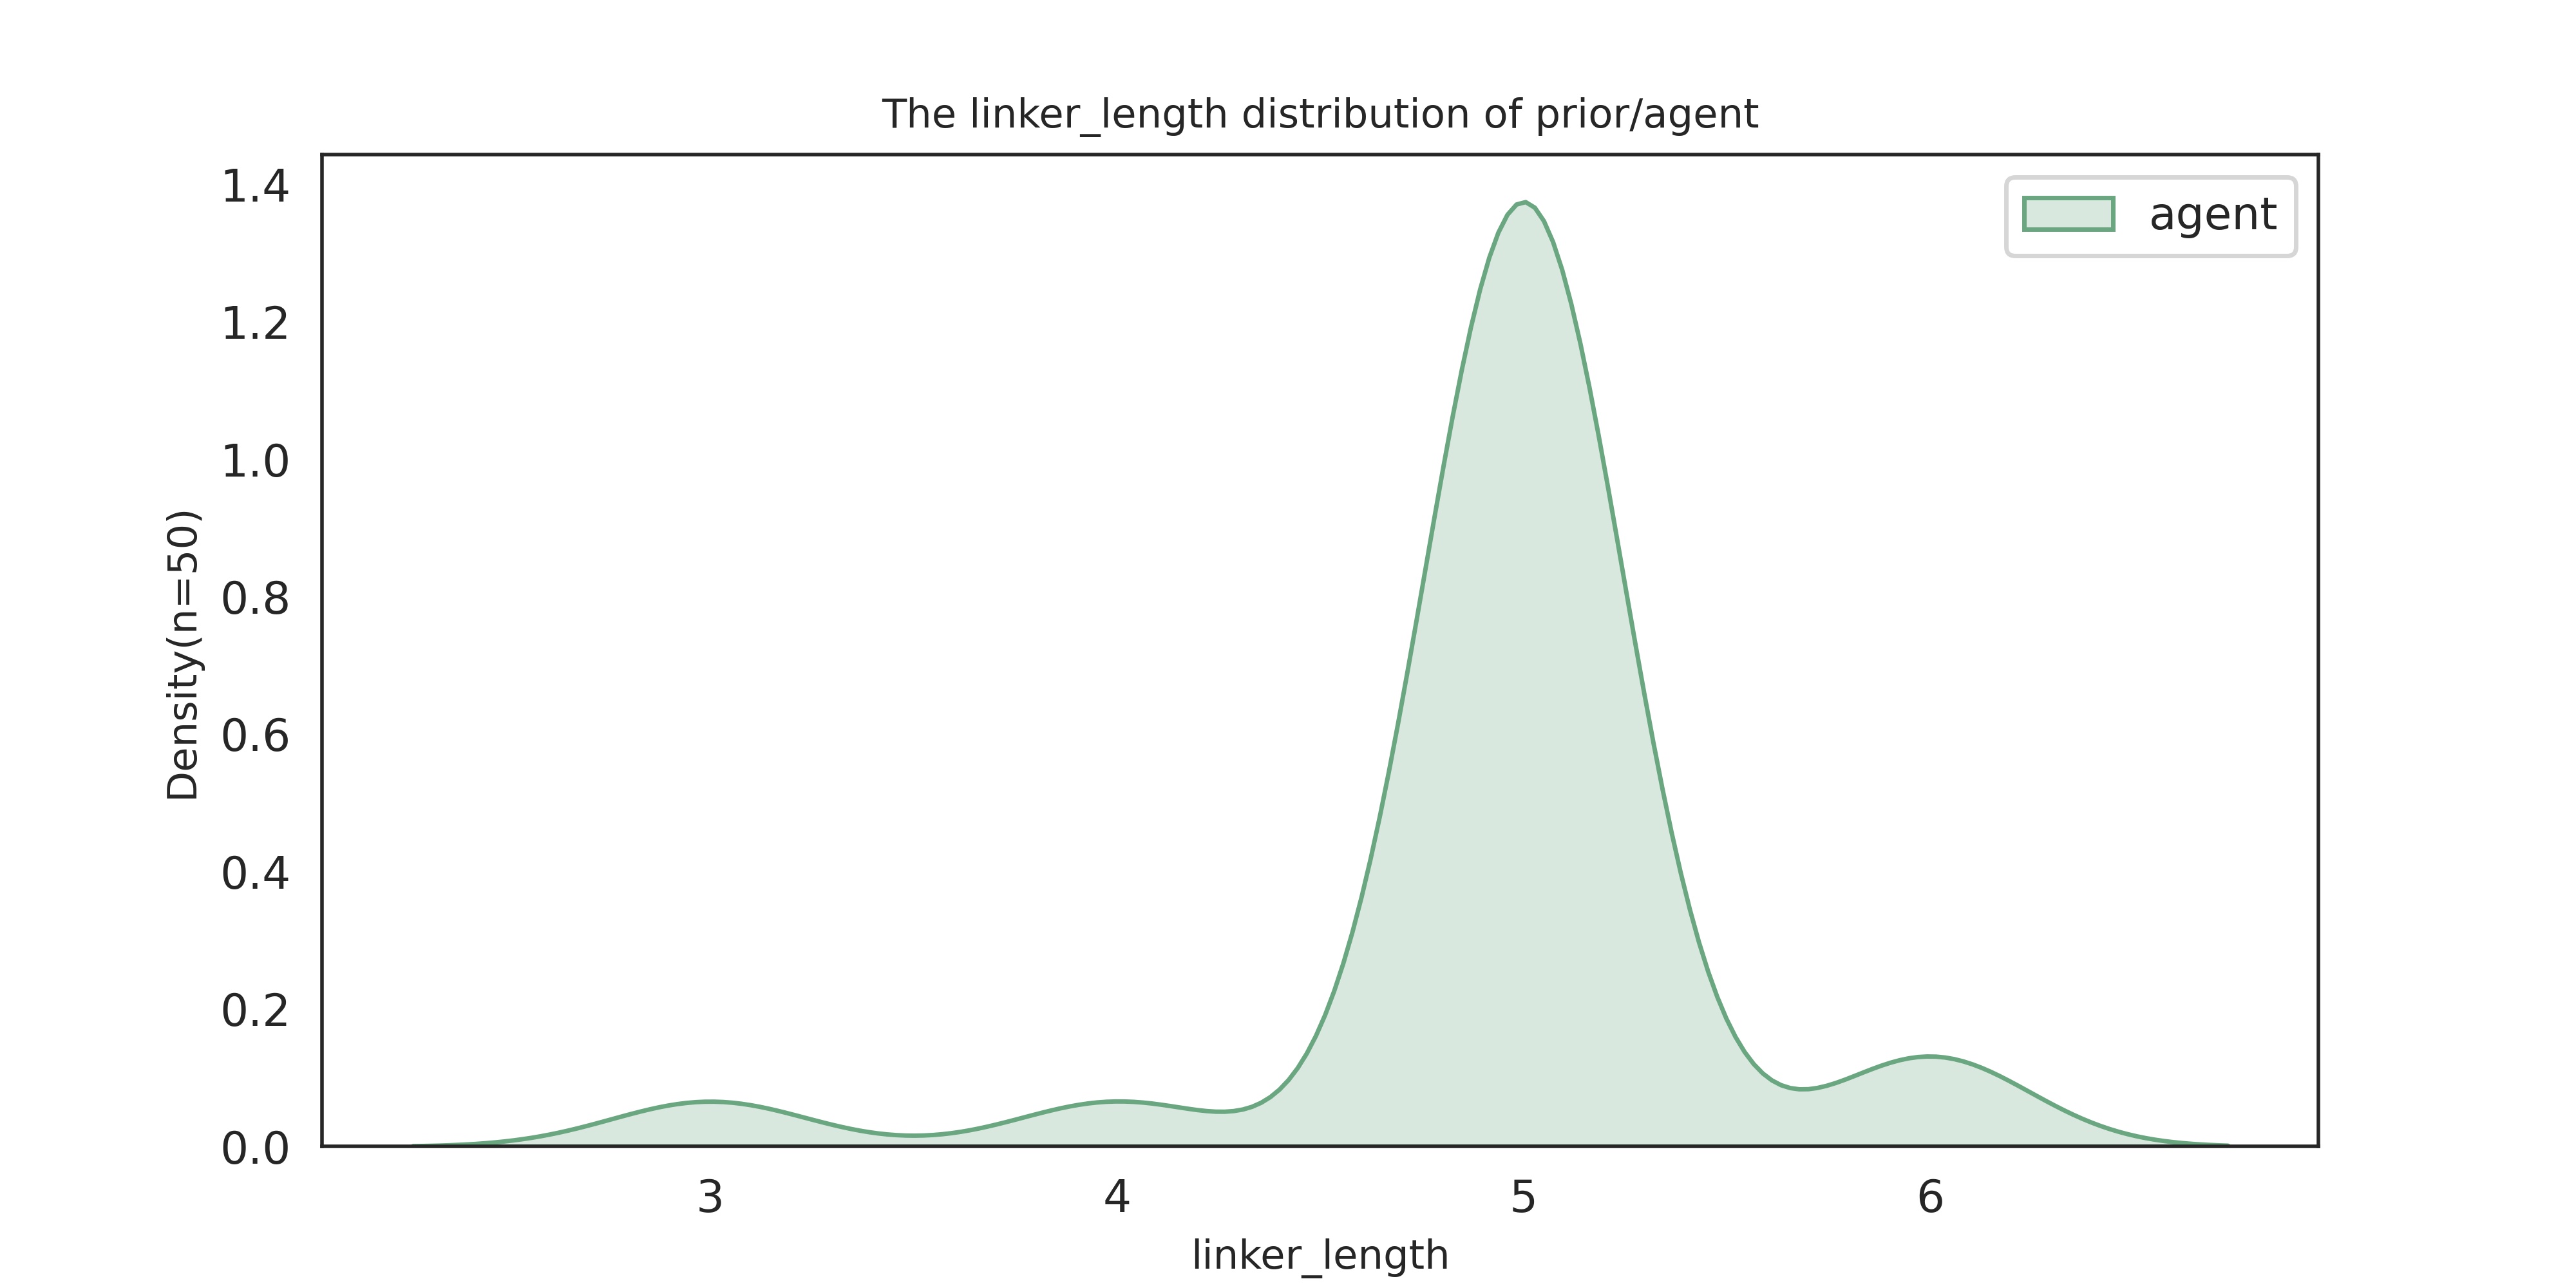 The linker_length distribution of prior/agent
agent
Density(n=50)
1.4
1.2
1.0
0.8
0.6
0.4
0.2
0.0
3 4 5 6
linker_length